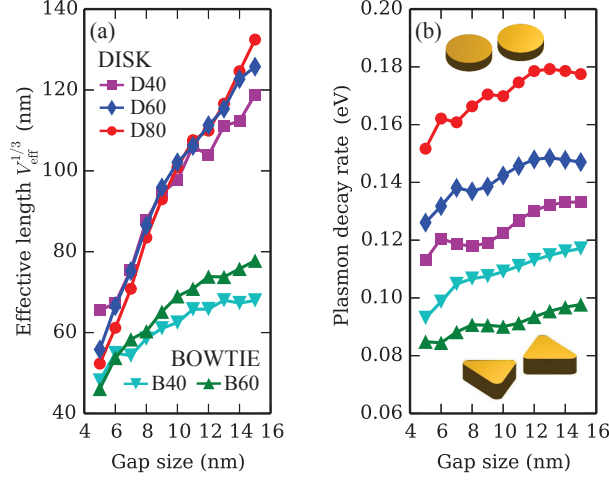 (a)
DISK
D40
D60
D80
BOWTIE
B40 B60
140
120
100
80
60
40
4 6 8 10 12 14 16
Gap size (nm)
Effective length V_eff^{1/3} (nm)
(b)
0.20
0.18
0.16
0.14
0.12
0.10
0.08
0.06
4 6 8 10 12 14 16
Gap size (nm)
Plasmon decay rate (eV)